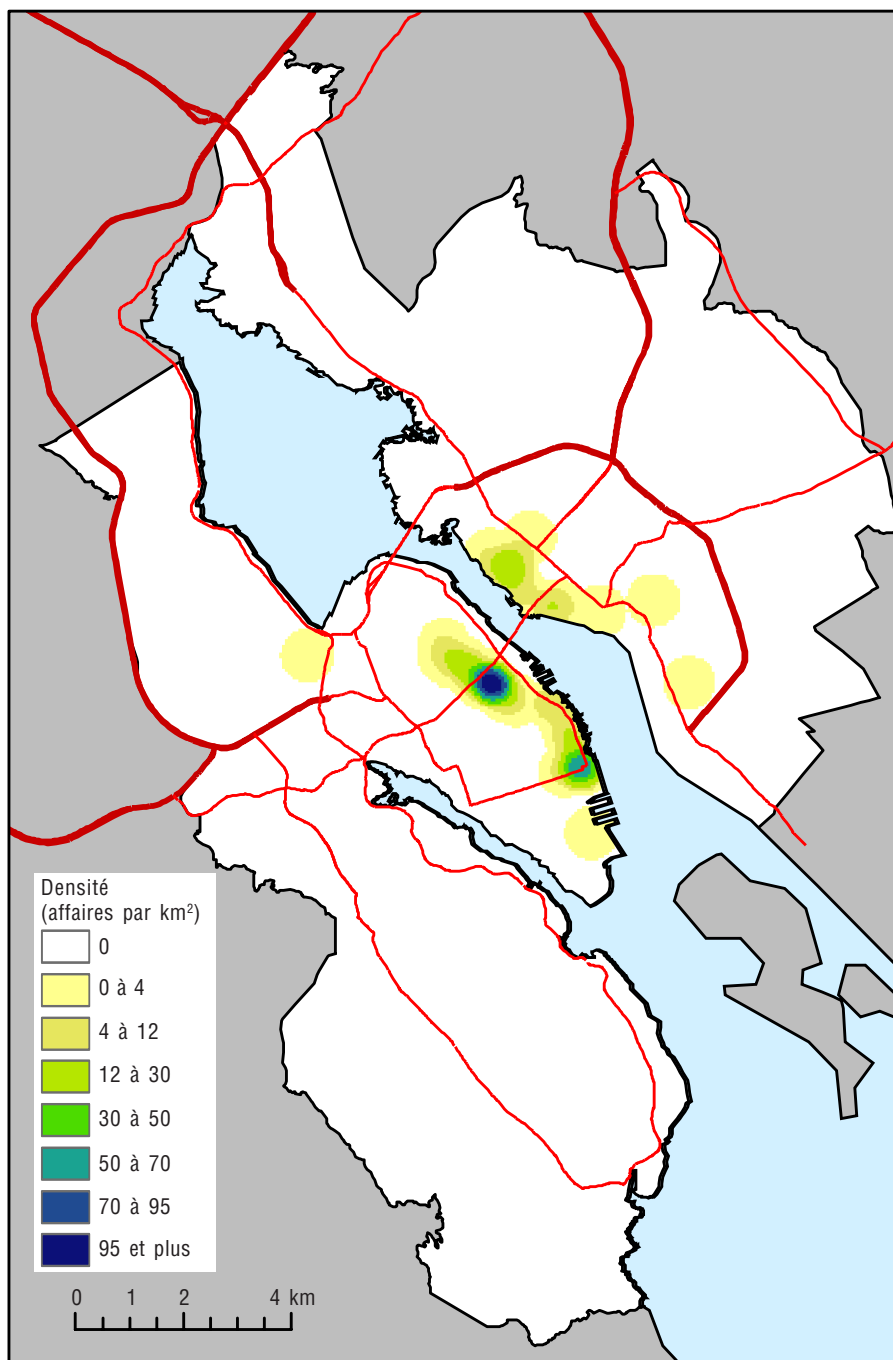 Densité
(affaires par km²)
0
0 à 4
4 à 12
12 à 30
30 à 50
50 à 70
70 à 95
95 et plus
0 1 2 4 km